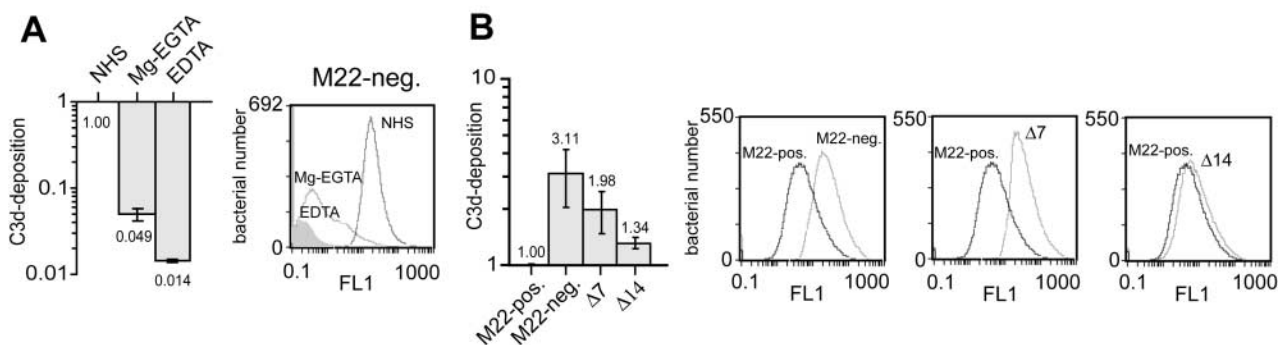 A
NHS
Mg-EGTA
EDTA
C3d-deposition
1
0.1
0.01
1.00
0.049
0.014
M22-neg.
bacterial number
692
0
NHS
Mg-EGTA
EDTA
0.1
1000
FL1
B
C3d-deposition
10
1
1.00
3.11
1.98
1.34
M22-pos.
M22-neg.
Δ7
Δ14
bacterial number
550
0
M22-pos.
M22-neg.
0.1
1000
FL1
550
0
M22-pos.
Δ7
0.1
1000
FL1
550
0
M22-pos.
Δ14
0.1
1000
FL1